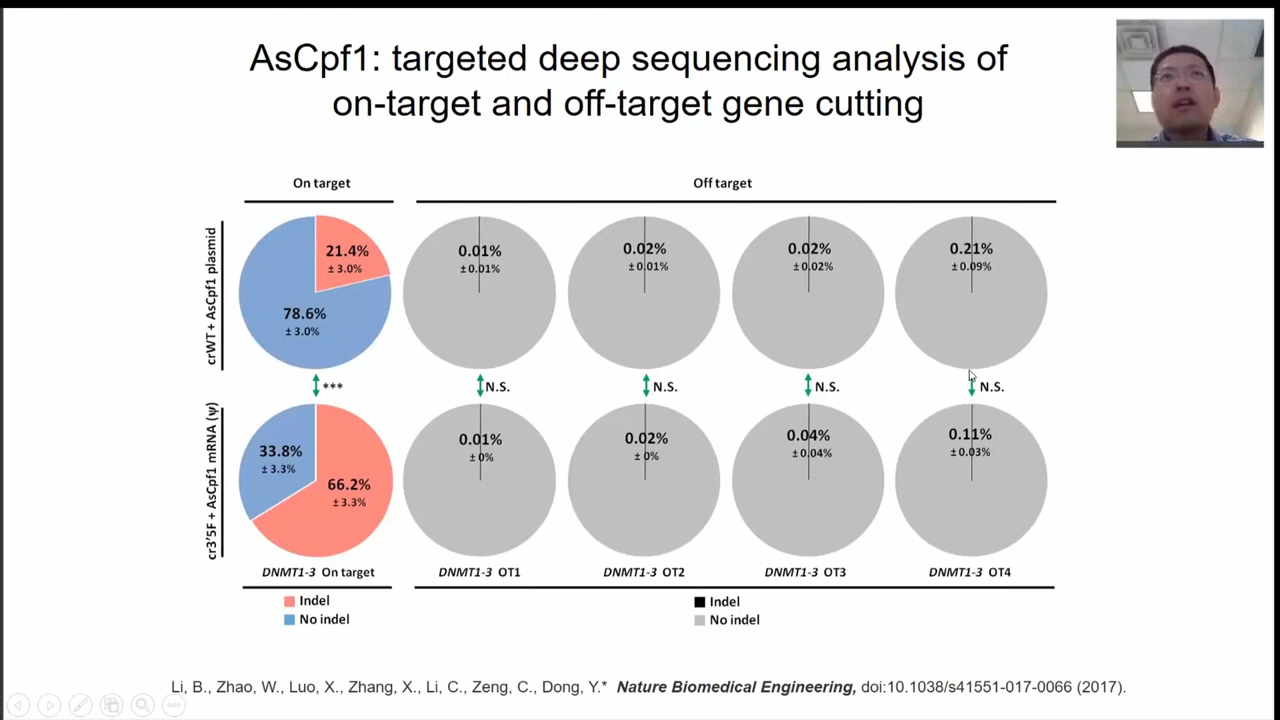 AsCpf1: targeted deep sequencing analysis of
on-target and off-target gene cutting
On target
Off target
crWT + AsCpf1 plasmid
21.4%
± 3.0%
78.6%
± 3.0%
0.01%
± 0.01%
0.02%
± 0.01%
0.02%
± 0.02%
0.21%
± 0.09%
***
N.S.
N.S.
N.S.
N.S.
cr3'5F + AsCpf1 mRNA (ψ)
33.8%
± 3.3%
66.2%
± 3.3%
0.01%
± 0%
0.02%
± 0%
0.04%
± 0.04%
0.11%
± 0.03%
DNMT1-3 On target
DNMT1-3 OT1
DNMT1-3 OT2
DNMT1-3 OT3
DNMT1-3 OT4
Indel
No indel
Indel
No indel
Li, B., Zhao, W., Luo, X., Zhang, X., Li, C., Zeng, C., Dong, Y.* Nature Biomedical Engineering, doi:10.1038/s41551-017-0066 (2017).